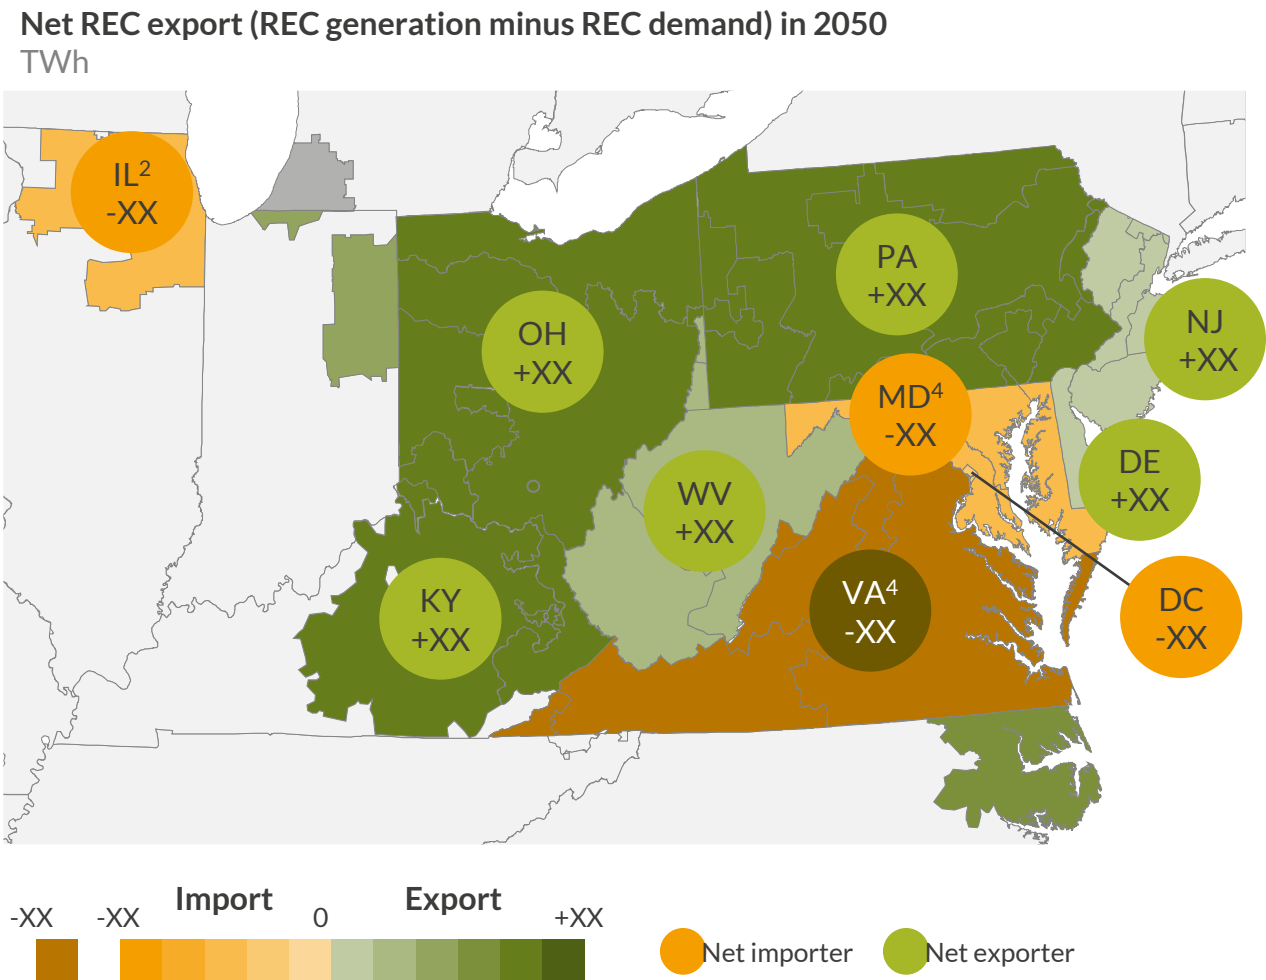 Net REC export (REC generation minus REC demand) in 2050
TWh
IL²
-XX
PA
+XX
OH
+XX
NJ
+XX
MD⁴
-XX
DE
+XX
WV
+XX
KY
+XX
VA⁴
-XX
DC
-XX
Import Export
-XX -XX 0 +XX
Net importer Net exporter